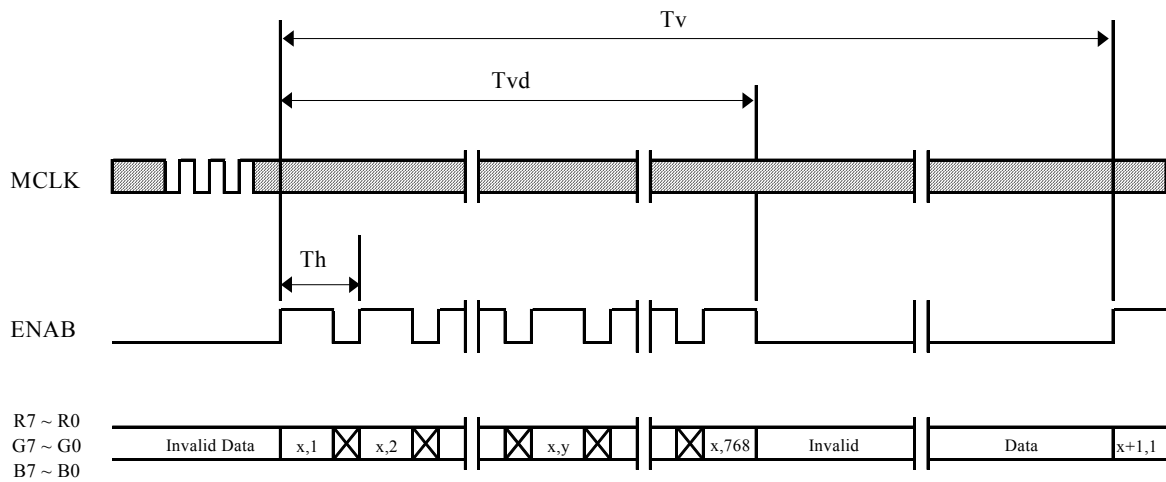 Tv
Tvd
MCLK
Th
ENAB
R7 ~ R0
G7 ~ G0
B7 ~ B0
Invalid Data
x,1
x,2
x,y
x,768
Invalid
Data
x+1,1